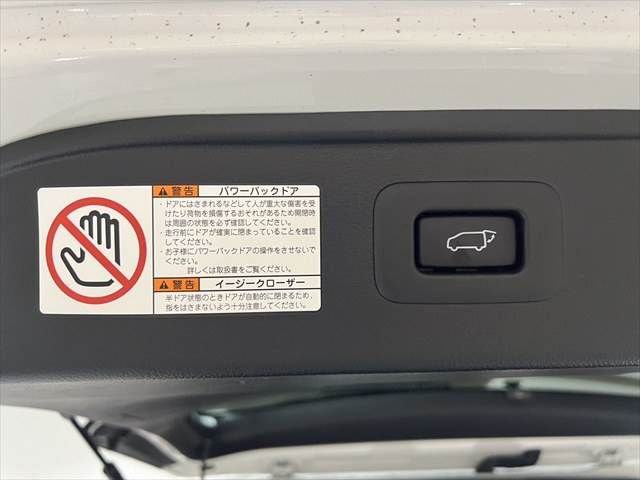 警告 パワーバックドア
・ドアにはさまれるなどして人が重大な傷害を受
けたり荷物を損傷するおそれがあるため開閉時
は周囲の状態を必ず確認してください。
・走行前にドアが確実に閉まっていることを確認
してください。
・お子様にパワーバックドアの操作をさせないで
ください。
詳しくは取扱書をご覧ください。
警告 イージークローザー
半ドア状態のときドアが自動的に閉まるため、
指をはさまないよう十分注意してください。